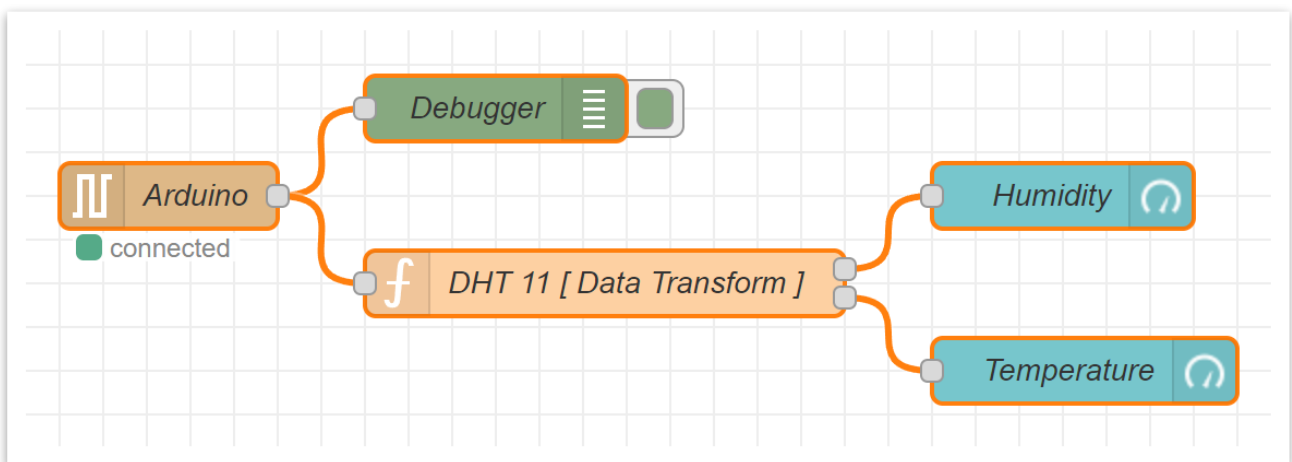 Debugger
Arduino
connected
DHT 11 [ Data Transform ]
Humidity
Temperature